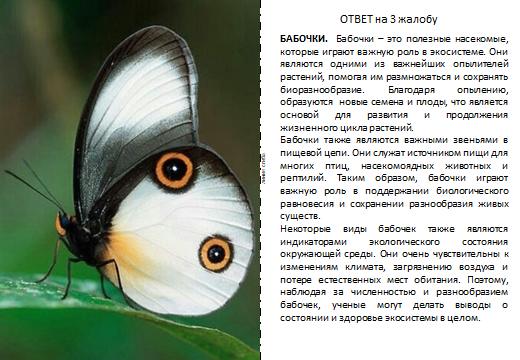 ОТВЕТ на 3 жалобу
БАБОЧКИ. Бабочки – это полезные насекомые,
которые играют важную роль в экосистеме. Они
являются одними из важнейших опылителей
растений, помогая им размножаться и сохранять
биоразнообразие. Благодаря опылению,
образуются новые семена и плоды, что является
основой для развития и продолжения
жизненного цикла растений.
Бабочки также являются важными звеньями в
пищевой цепи. Они служат источником пищи для
многих птиц, насекомоядных животных и
рептилий. Таким образом, бабочки играют
важную роль в поддержании биологического
равновесия и сохранении разнообразия живых
существ.
Некоторые виды бабочек также являются
индикаторами экологического состояния
окружающей среды. Они очень чувствительны к
изменениям климата, загрязнению воздуха и
потере естественных мест обитания. Поэтому,
наблюдая за численностью и разнообразием
бабочек, ученые могут делать выводы о
состоянии и здоровье экосистемы в целом.